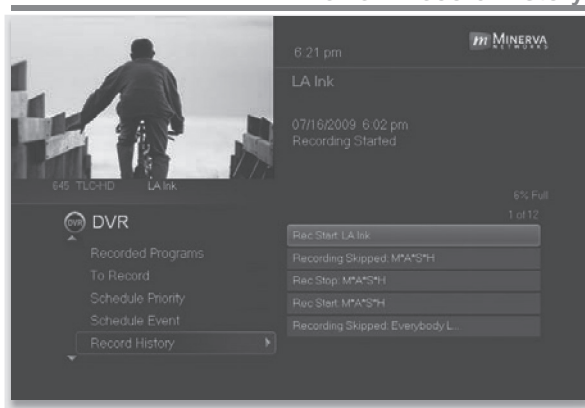 6:21 pm
m MINERVA
NETWORKS
LA Ink
07/16/2009 6:02 pm
Recording Started
645 TLC-HD LA Ink
6% Full
1 of 12
DVR DVR
Recorded Programs
To Record
Schedule Priority
Schedule Event
Record History
Rec Start: LA Ink
Recording Skipped: M*A*S*H
Rec Stop: M*A*S*H
Rec Start: M*A*S*H
Recording Skipped: Everybody L...